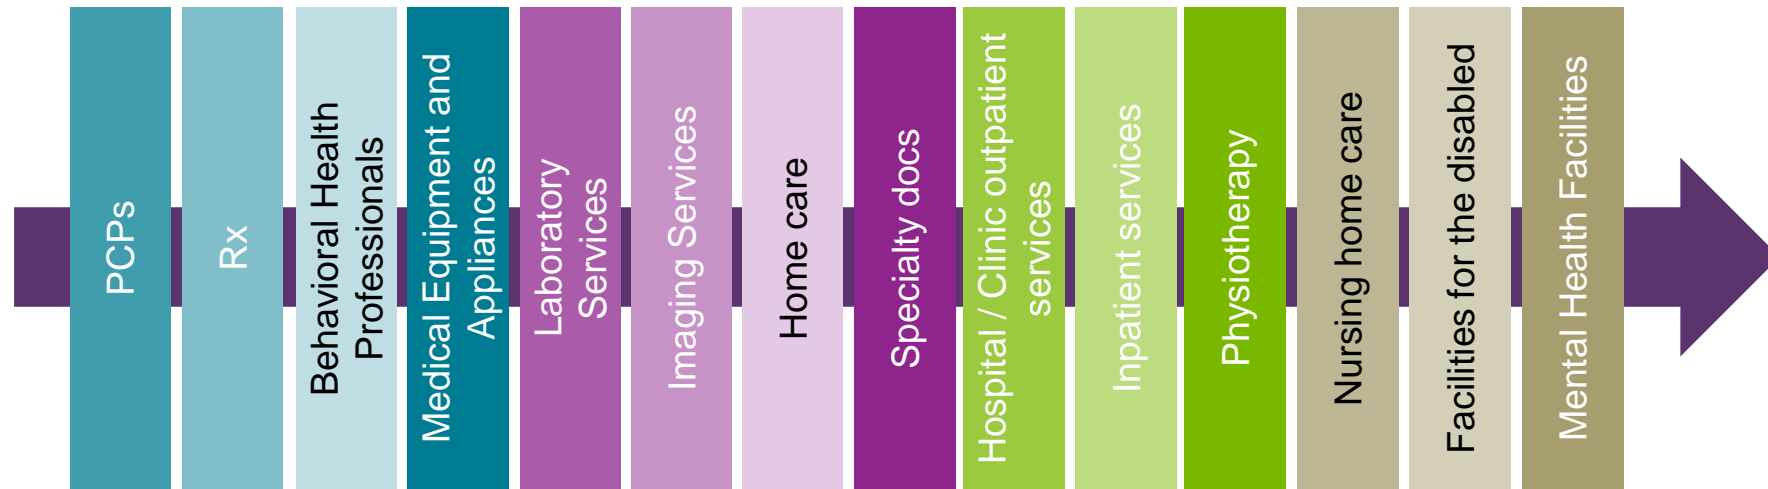 PCPs
Rx
Behavioral Health
Professionals
Medical Equipment and
Appliances
Laboratory
Services
Imaging Services
Home care
Specialty docs
Hospital / Clinic outpatient
services
Inpatient services
Physiotherapy
Nursing home care
Facilities for the disabled
Mental Health Facilities